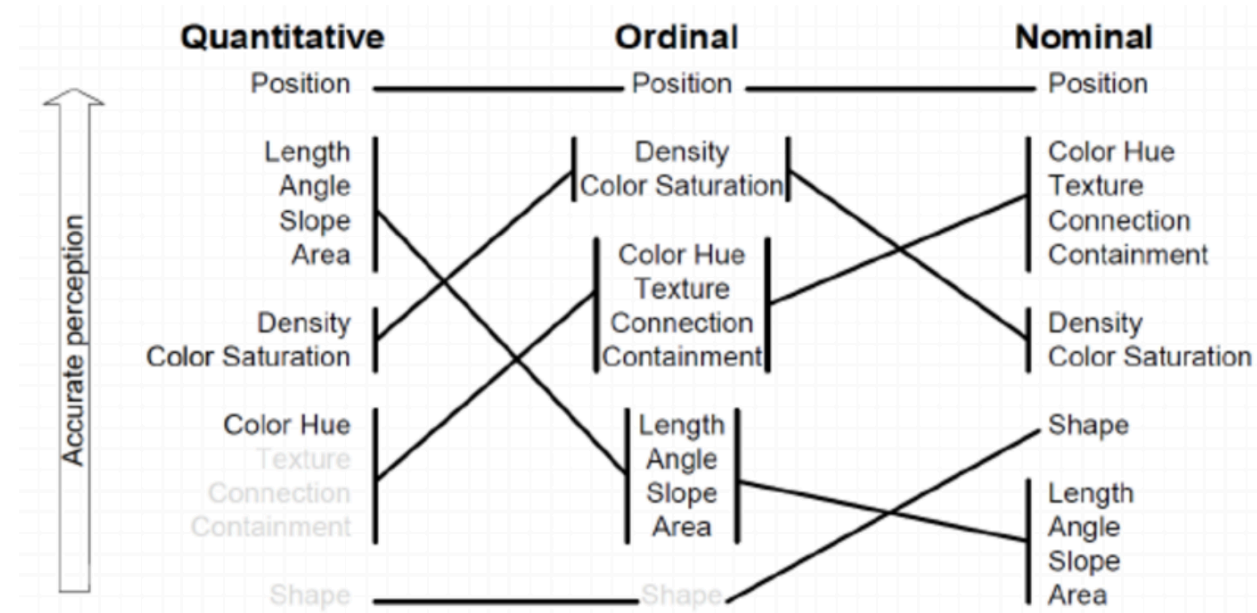 Quantitative Ordinal Nominal
Position Position Position
Length Density Color Hue
Angle Color Saturation Texture
Slope Connection
Area Color Hue Containment
Texture
Density Connection Density
Color Saturation Containment Color Saturation
Color Hue Length Shape
Texture Angle
Connection Slope Length
Containment Area Angle
Slope
Shape Shape Area
Accurate perception